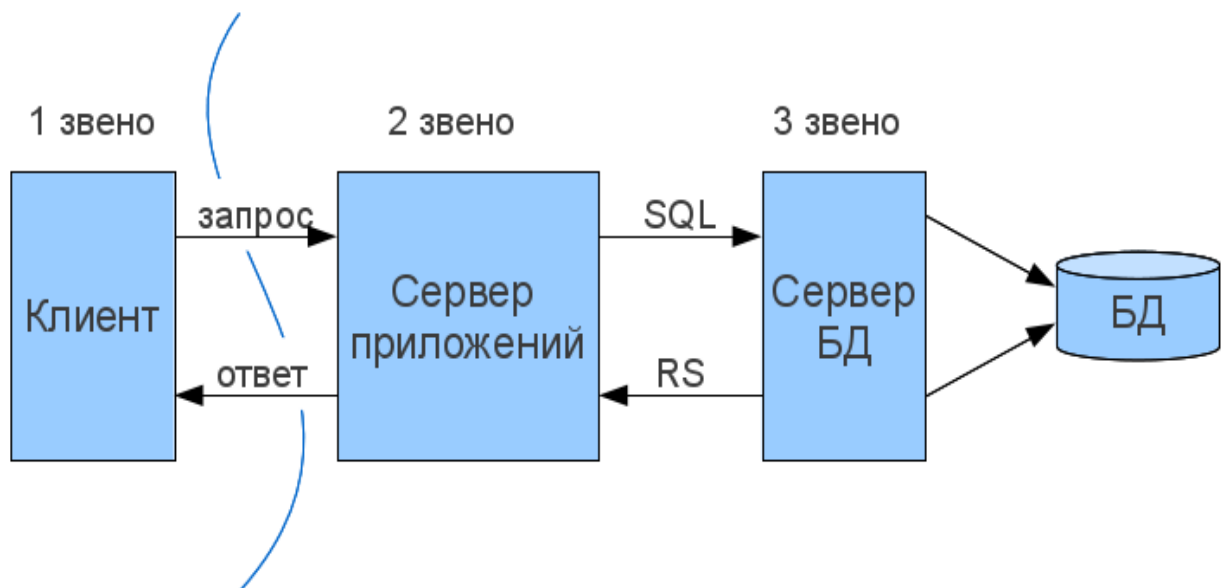 1 звено
2 звено
3 звено
Клиент
запрос
ответ
Сервер
приложений
SQL
RS
Сервер
БД
БД